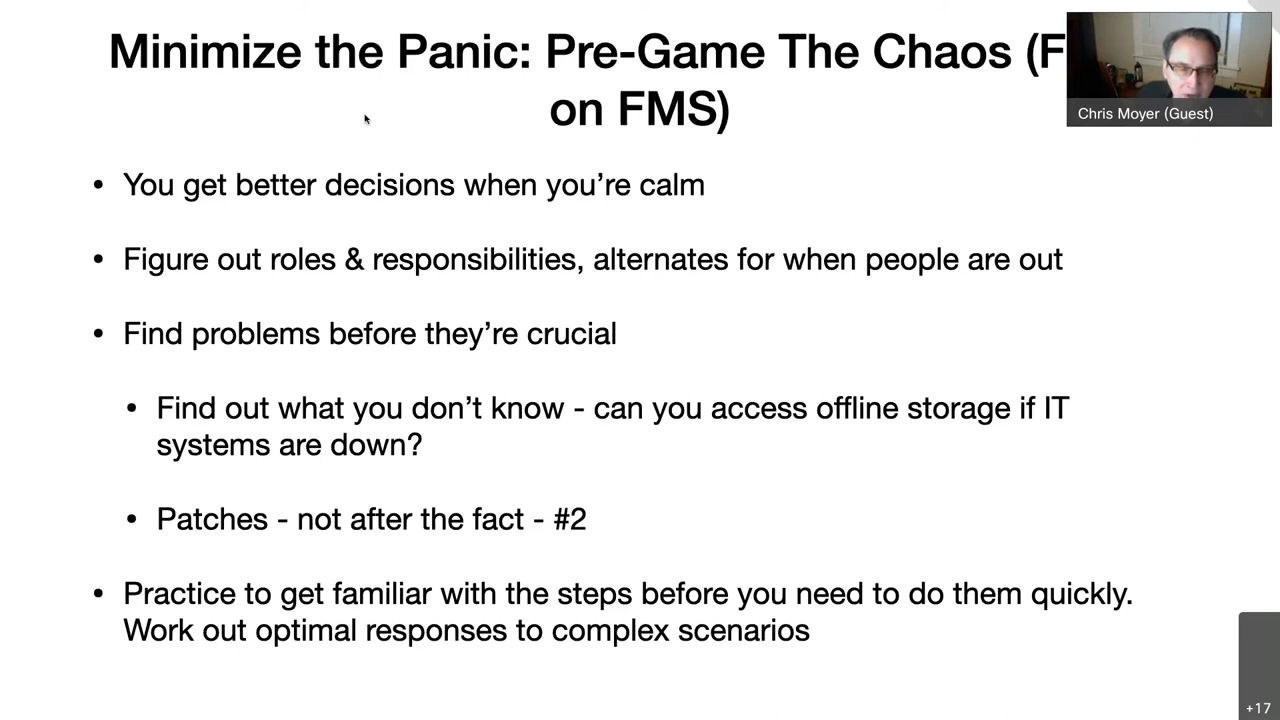 Minimize the Panic: Pre-Game The Chaos (F
on FMS)
Chris Moyer (Guest)
• You get better decisions when you're calm
• Figure out roles & responsibilities, alternates for when people are out
• Find problems before they're crucial
• Find out what you don't know - can you access offline storage if IT
systems are down?
• Patches - not after the fact - #2
• Practice to get familiar with the steps before you need to do them quickly.
Work out optimal responses to complex scenarios
+17